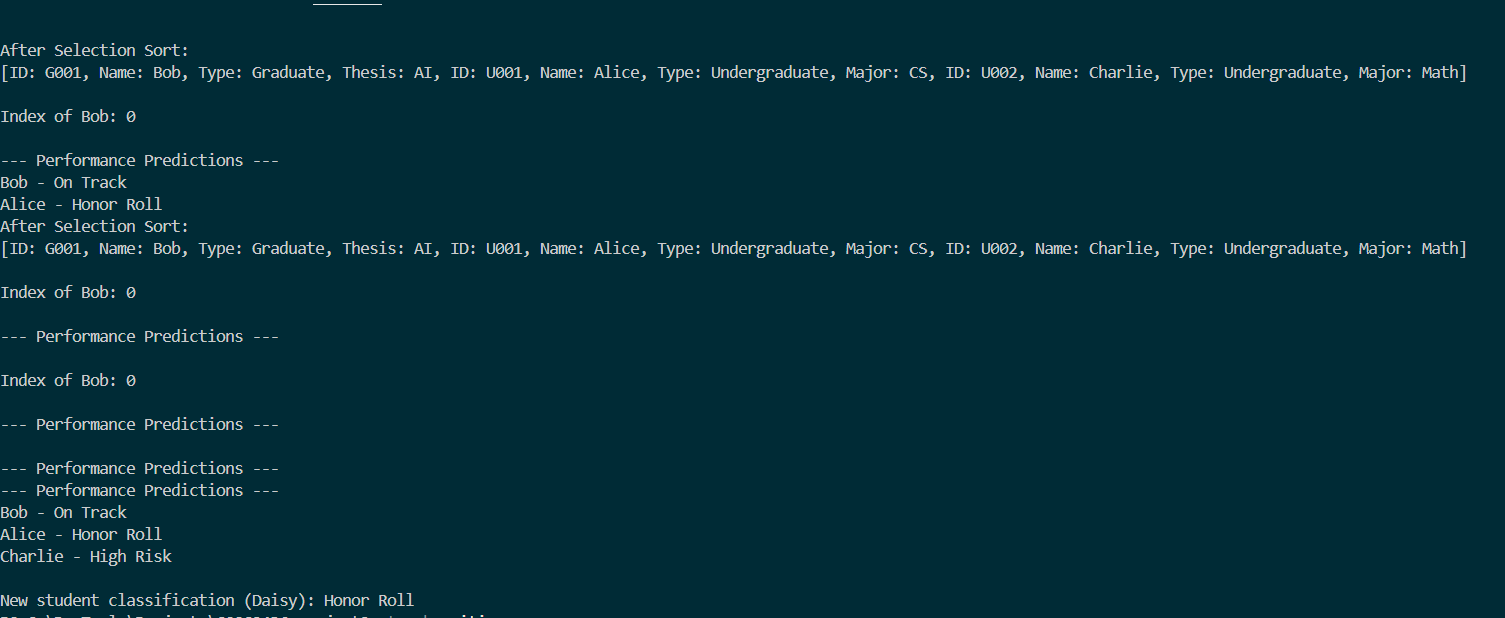 After Selection Sort:
[ID: G001, Name: Bob, Type: Graduate, Thesis: AI, ID: U001, Name: Alice, Type: Undergraduate, Major: CS, ID: U002, Name: Charlie, Type: Undergraduate, Major: Math]
Index of Bob: 0
--- Performance Predictions ---
Bob - On Track
Alice - Honor Roll
After Selection Sort:
[ID: G001, Name: Bob, Type: Graduate, Thesis: AI, ID: U001, Name: Alice, Type: Undergraduate, Major: CS, ID: U002, Name: Charlie, Type: Undergraduate, Major: Math]
Index of Bob: 0
--- Performance Predictions ---
Index of Bob: 0
--- Performance Predictions ---
--- Performance Predictions ---
--- Performance Predictions ---
Bob - On Track
Alice - Honor Roll
Charlie - High Risk
New student classification (Daisy): Honor Roll